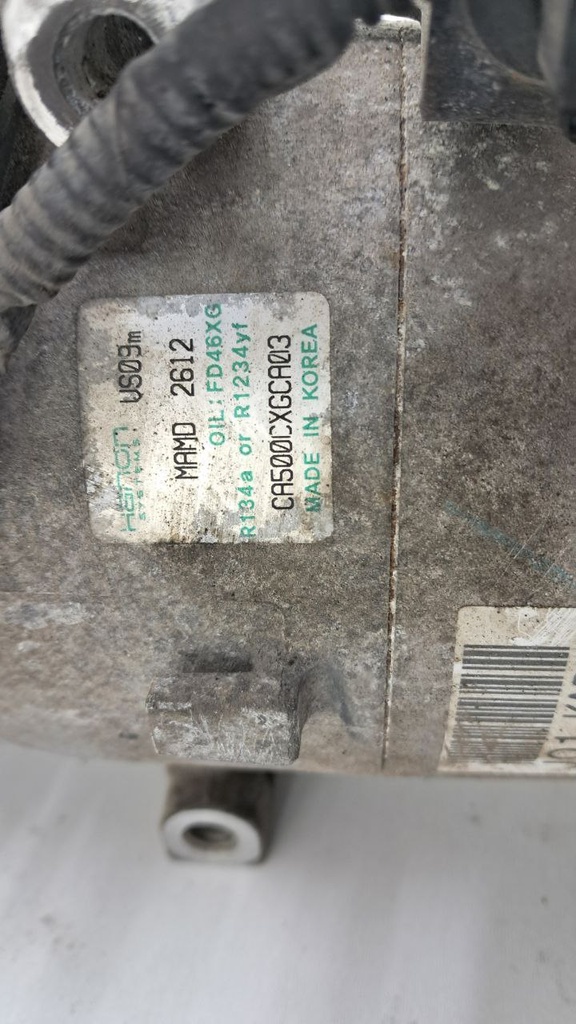 Hanon VS09m
SYSTEMS
MAMD 2612
OIL:FD46XG
R134a or R1234yf
CA500CXGCA03
MADE IN KOREA